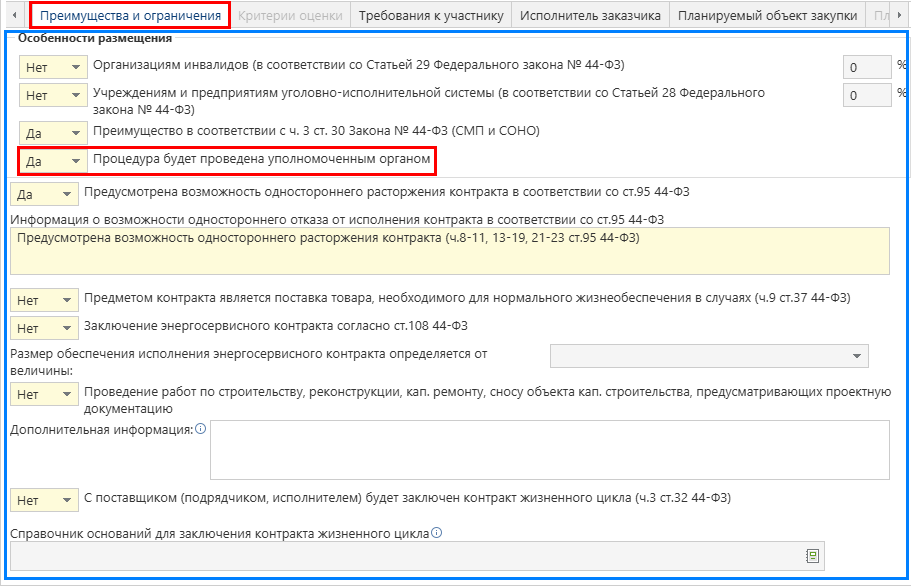 Преимущества и ограничения Критерии оценки Требования к участнику Исполнитель заказчика Планируемый объект закупки
Особенности размещения
Нет Организациям инвалидов (в соответствии со Статьей 29 Федерального закона № 44-ФЗ) 0 %
Нет Учреждениям и предприятиям уголовно-исполнительной системы (в соответствии со Статьей 28 Федерального 0 %
закона № 44-ФЗ)
Да Преимущество в соответствии с ч. 3 ст. 30 Закона № 44-ФЗ (СМП и СОНО)
Да Процедура будет проведена уполномоченным органом
Да Предусмотрена возможность одностороннего расторжения контракта в соответствии со ст.95 44-ФЗ
Информация о возможности одностороннего отказа от исполнения контракта в соответствии со ст.95 44-ФЗ
Предусмотрена возможность одностороннего расторжения контракта (ч.8-11, 13-19, 21-23 ст.95 44-ФЗ)
Нет Предметом контракта является поставка товара, необходимого для нормального жизнеобеспечения в случаях (ч.9 ст.37 44-ФЗ)
Нет Заключение энергосервисного контракта согласно ст.108 44-ФЗ
Размер обеспечения исполнения энергосервисного контракта определяется от
величины:
Нет Проведение работ по строительству, реконструкции, кап. ремонту, сносу объекта кап. строительства, предусматривающих проектную
документацию
Дополнительная информация:
Нет С поставщиком (подрядчиком, исполнителем) будет заключен контракт жизненного цикла (ч.3 ст.32 44-ФЗ)
Справочник оснований для заключения контракта жизненного цикла